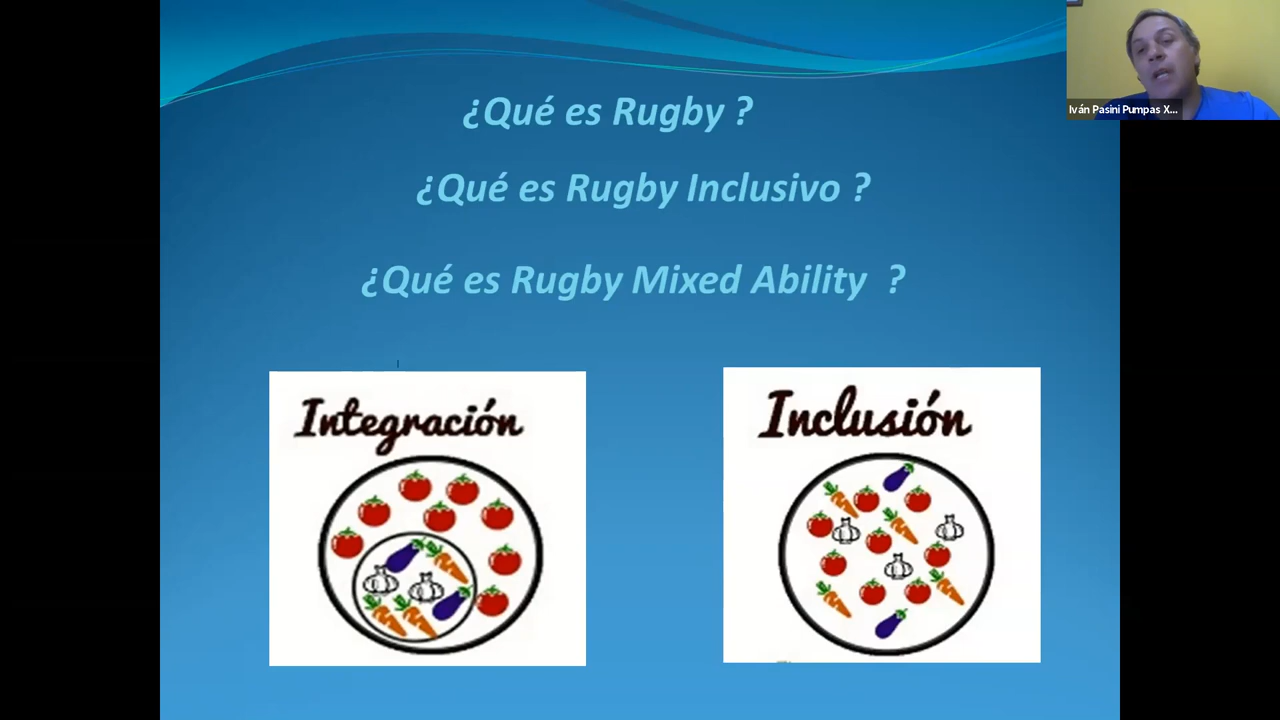 ¿Qué es Rugby ?
¿Qué es Rugby Inclusivo ?
¿Qué es Rugby Mixed Ability ?
Integración
Inclusión
Iván Pasini Pumpas X...